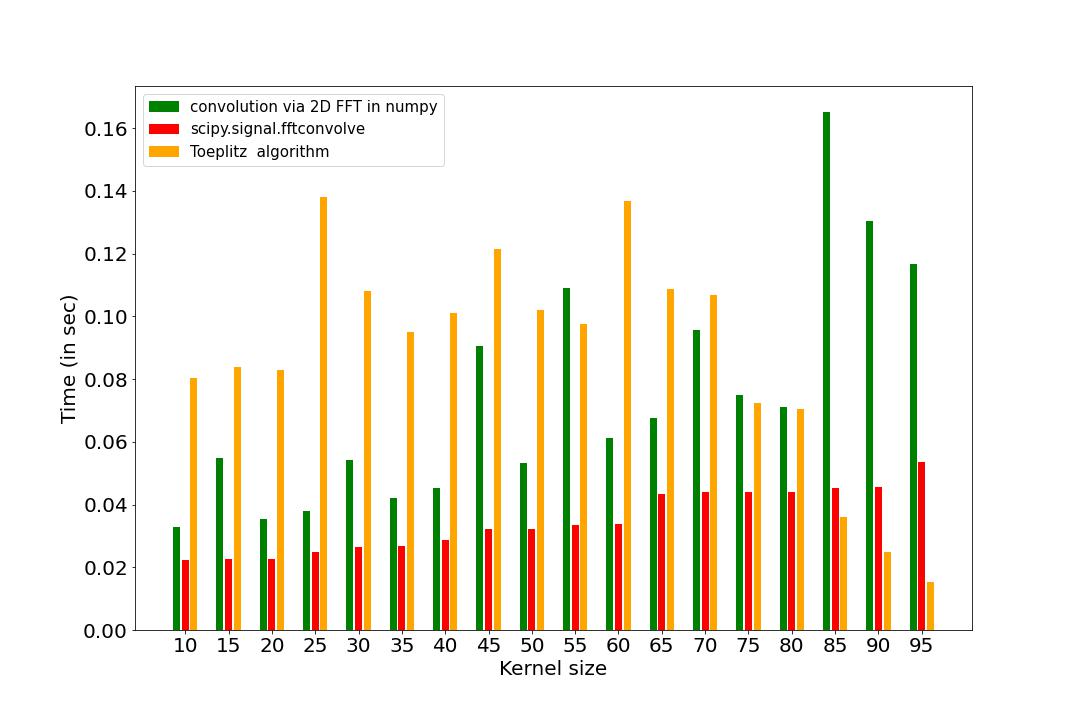 convolution via 2D FFT in numpy
scipy.signal.fftconvolve
Toeplitz  algorithm
0.16
0.14
0.12
0.10
0.08
0.06
0.04
0.02
0.00
Time (in sec)
10 15 20 25 30 35 40 45 50 55 60 65 70 75 80 85 90 95
Kernel size